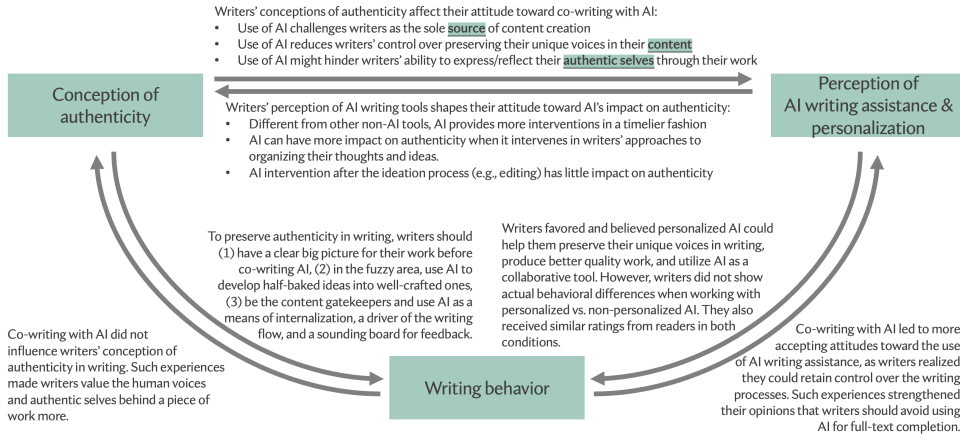 Writers' conceptions of authenticity affect their attitude toward co-writing with AI:
• Use of AI challenges writers as the sole source of content creation
• Use of AI reduces writers' control over preserving their unique voices in their content
• Use of AI might hinder writers' ability to express/reflect their authentic selves through their work
Conception of
authenticity
Perception of
AI writing assistance &
personalization
Writers' perception of AI writing tools shapes their attitude toward AI's impact on authenticity:
• Different from other non-AI tools, AI provides more interventions in a timelier fashion
• AI can have more impact on authenticity when it intervenes in writers' approaches to
organizing their thoughts and ideas.
• AI intervention after the ideation process (e.g., editing) has little impact on authenticity
To preserve authenticity in writing, writers should
(1) have a clear big picture for their work before
co-writing AI, (2) in the fuzzy area, use AI to
develop half-baked ideas into well-crafted ones,
(3) be the content gatekeepers and use AI as a
means of internalization, a driver of the writing
flow, and a sounding board for feedback.
Writers favored and believed personalized AI could
help them preserve their unique voices in writing,
produce better quality work, and utilize AI as a
collaborative tool. However, writers did not show
actual behavioral differences when working with
personalized vs. non-personalized AI. They also
received similar ratings from readers in both
conditions.
Co-writing with AI did not
influence writers' conception of
authenticity in writing. Such experiences
made writers value the human voices
and authentic selves behind a piece of
work more.
Writing behavior
Co-writing with AI led to more
accepting attitudes toward the use
of AI writing assistance, as writers realized
they could retain control over the writing
processes. Such experiences strengthened
their opinions that writers should avoid using
AI for full-text completion.